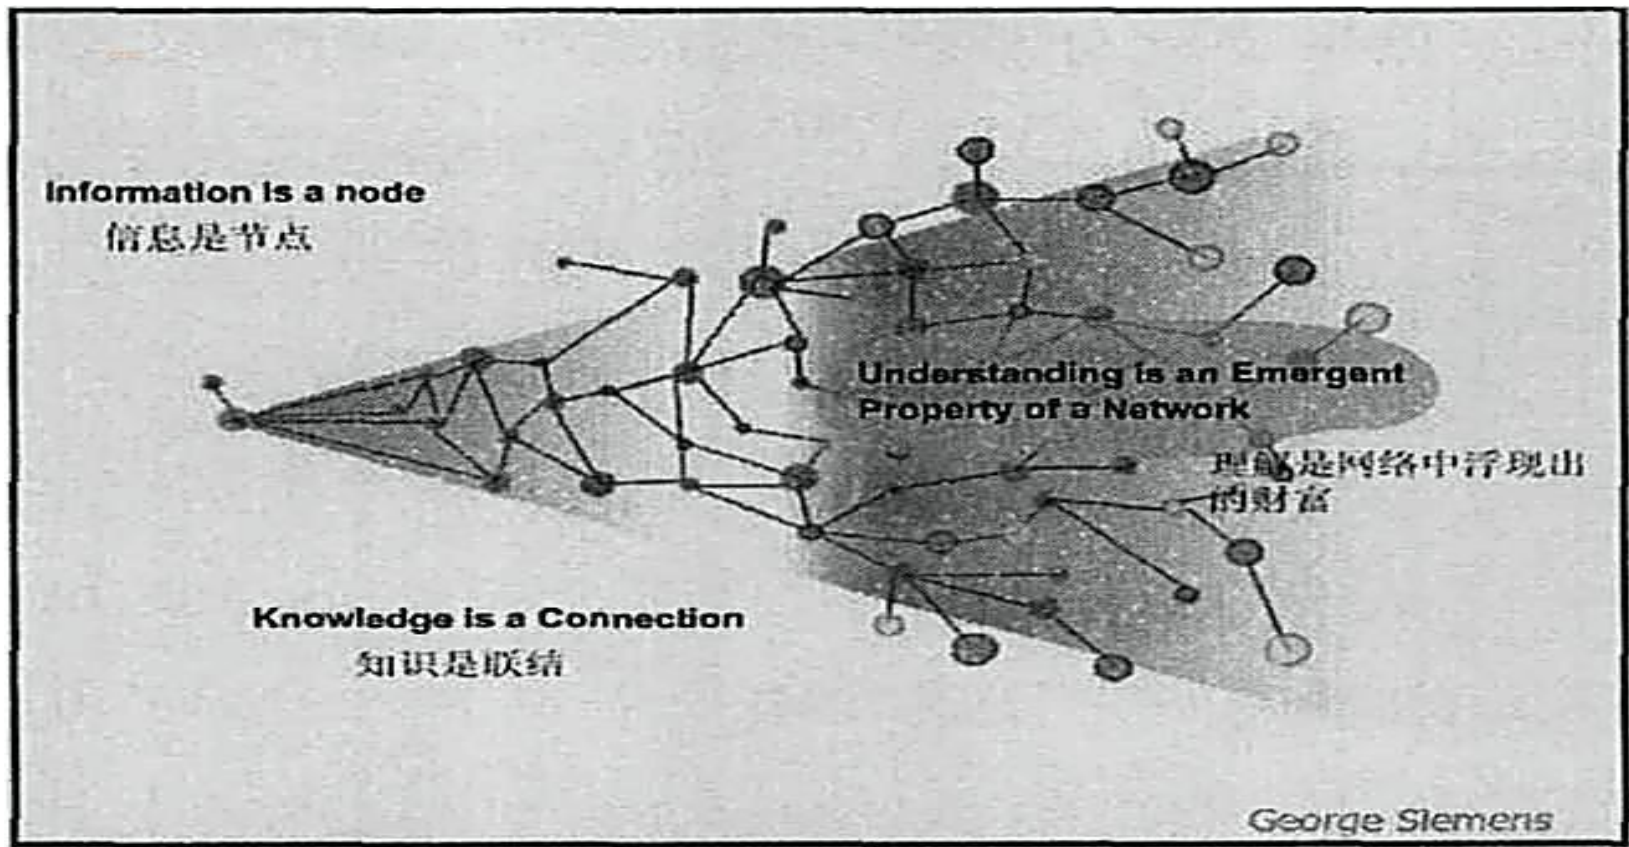 Information is a node
信息是节点
Understanding is an Emergent
Property of a Network
理解是网络中浮现出
的财富
Knowledge is a Connection
知识是联结
George Siemens